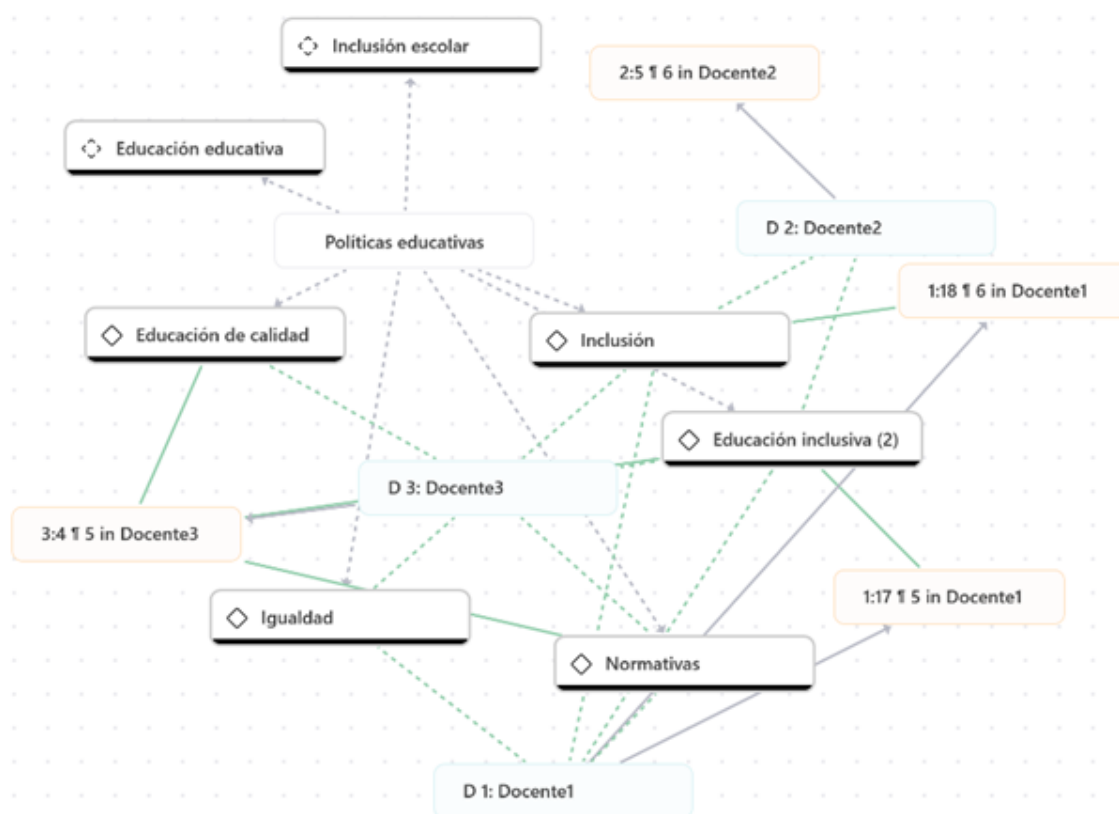 Inclusión escolar
2:5 ¶ 6 in Docente2
Educación educativa
Políticas educativas
D 2: Docente2
1:18 ¶ 6 in Docente1
Educación de calidad
Inclusión
Educación inclusiva (2)
D 3: Docente3
3:4 ¶ 5 in Docente3
1:17 ¶ 5 in Docente1
Igualdad
Normativas
D 1: Docente1